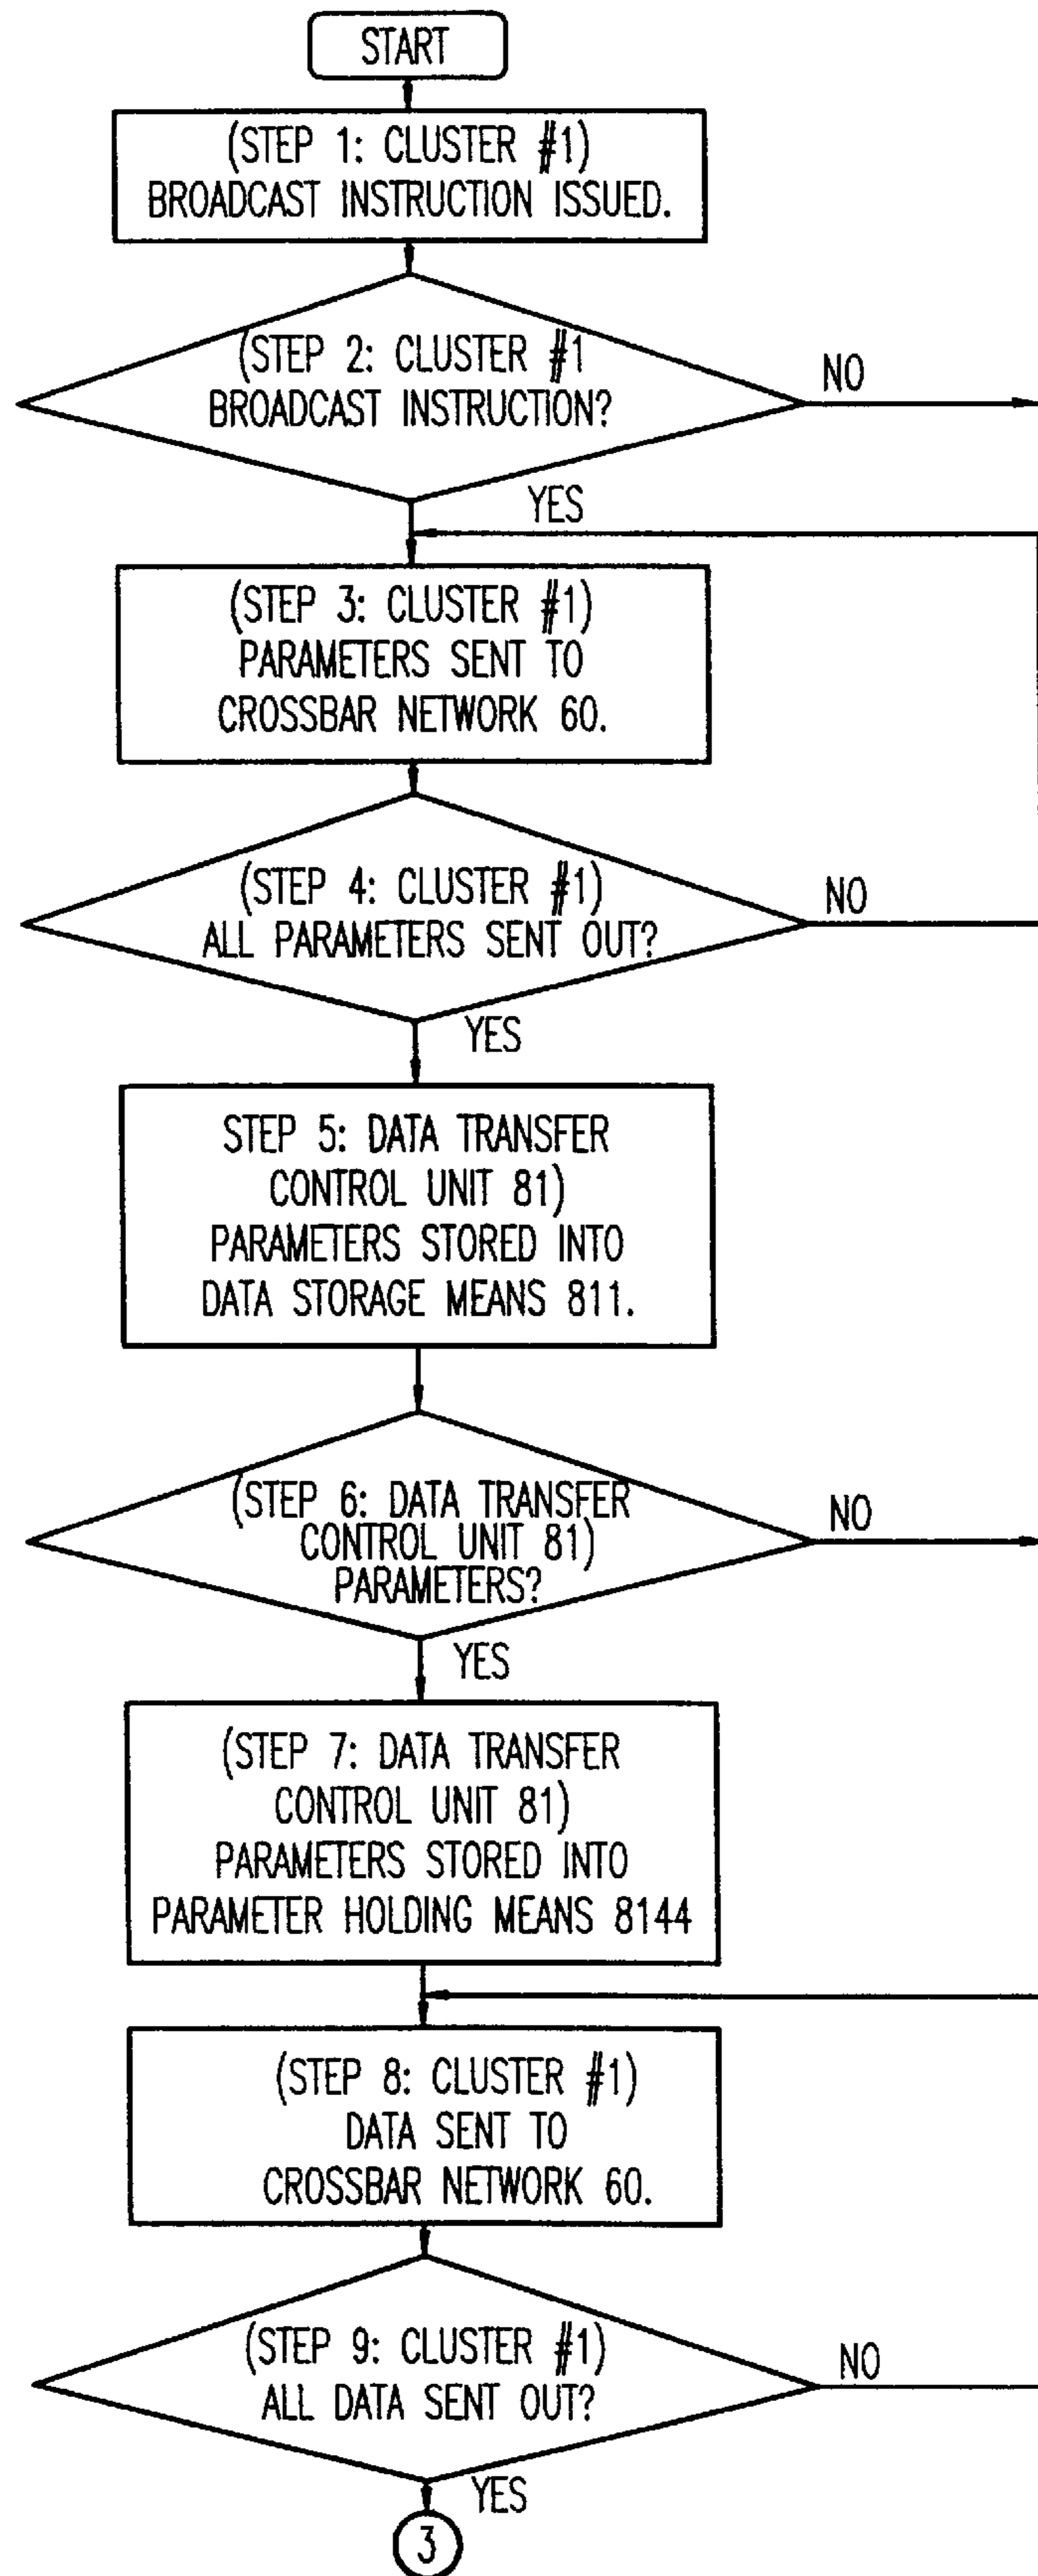 START
(STEP 1: CLUSTER #1)
BROADCAST INSTRUCTION ISSUED.
(STEP 2: CLUSTER #1
BROADCAST INSTRUCTION?
NO
YES
(STEP 3: CLUSTER #1)
PARAMETERS SENT TO
CROSSBAR NETWORK 60.
(STEP 4: CLUSTER #1)
ALL PARAMETERS SENT OUT?
NO
YES
STEP 5: DATA TRANSFER
CONTROL UNIT 81)
PARAMETERS STORED INTO
DATA STORAGE MEANS 811.
(STEP 6: DATA TRANSFER
CONTROL UNIT 81)
PARAMETERS?
NO
YES
(STEP 7: DATA TRANSFER
CONTROL UNIT 81)
PARAMETERS STORED INTO
PARAMETER HOLDING MEANS 8144
(STEP 8: CLUSTER #1)
DATA SENT TO
CROSSBAR NETWORK 60.
(STEP 9: CLUSTER #1)
ALL DATA SENT OUT?
NO
YES
3